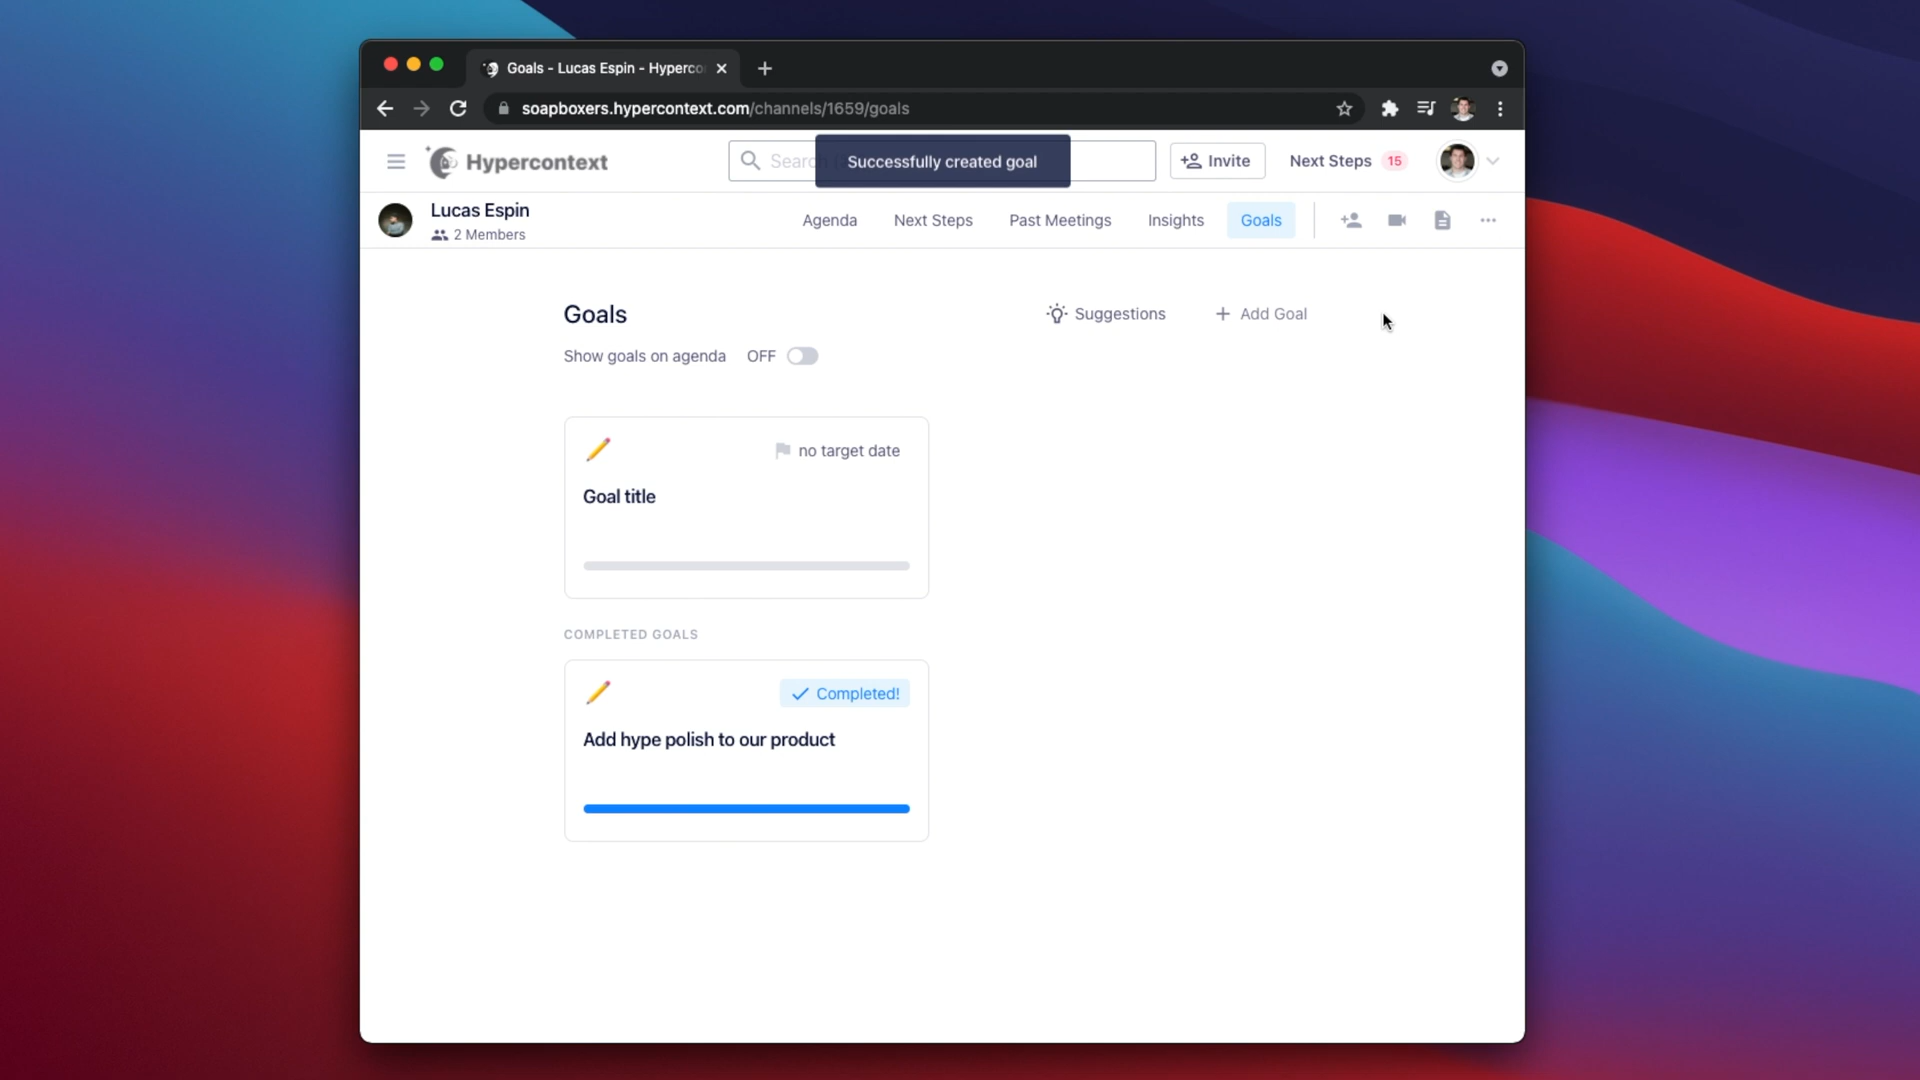 Goals - Lucas Espin - Hyperco
soapboxers.hypercontext.com/channels/1659/goals
Hypercontext
Search
Successfully created goal
Invite
Next Steps 15
Lucas Espin
2 Members
Agenda
Next Steps
Past Meetings
Insights
Goals
Goals
Suggestions
Add Goal
Show goals on agenda OFF
no target date
Goal title
COMPLETED GOALS
Completed!
Add hype polish to our product